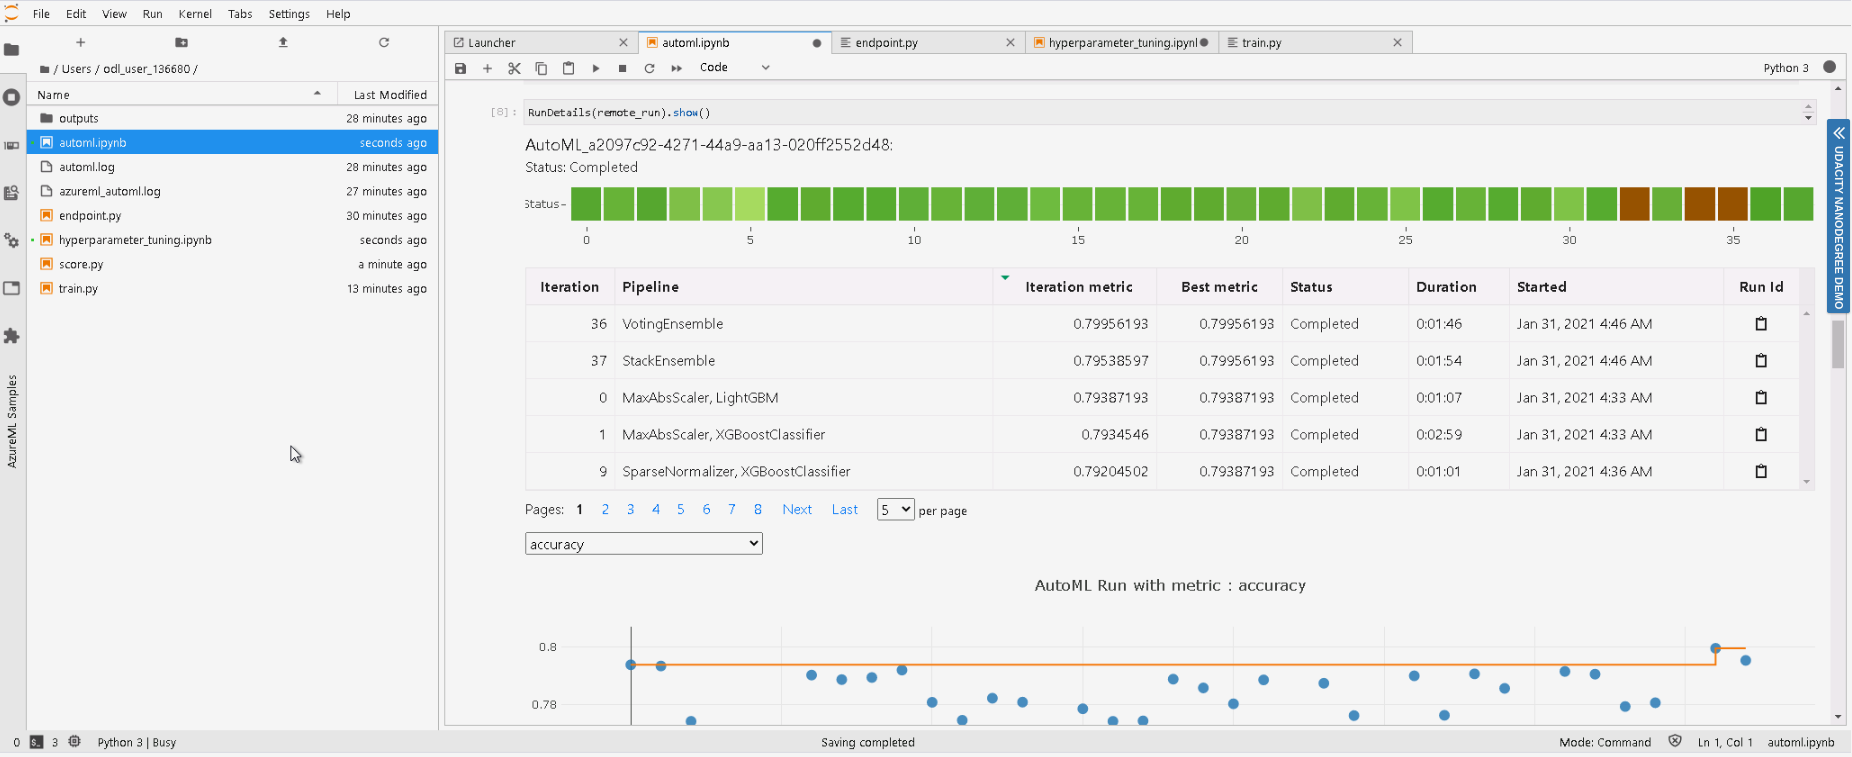 File Edit View Run Kernel Tabs Settings Help
Launcher automl.ipynb endpoint.py hyperparameter_tuning.ipynl train.py
/ Users / odl_user_136680 /
Code Python 3
Name Last Modified
outputs 28 minutes ago
automl.ipynb seconds ago
automl.log 28 minutes ago
azureml_automl.log 27 minutes ago
endpoint.py 30 minutes ago
hyperparameter_tuning.ipynb seconds ago
score.py a minute ago
train.py 13 minutes ago
AzureML Samples
[8]: RunDetails(remote_run).show()
AutoML_a2097c92-4271-44a9-aa13-020ff2552d48:
Status: Completed
Status
0 5 10 15 20 25 30 35
Iteration Pipeline Iteration metric Best metric Status Duration Started Run Id
36 VotingEnsemble 0.79956193 0.79956193 Completed 0:01:46 Jan 31, 2021 4:46 AM
37 StackEnsemble 0.79538597 0.79956193 Completed 0:01:54 Jan 31, 2021 4:46 AM
0 MaxAbsScaler, LightGBM 0.79387193 0.79387193 Completed 0:01:07 Jan 31, 2021 4:33 AM
1 MaxAbsScaler, XGBoostClassifier 0.7934546 0.79387193 Completed 0:02:59 Jan 31, 2021 4:33 AM
9 SparseNormalizer, XGBoostClassifier 0.79204502 0.79387193 Completed 0:01:01 Jan 31, 2021 4:36 AM
Pages: 1 2 3 4 5 6 7 8 Next Last 5 per page
accuracy
AutoML Run with metric : accuracy
0.8
0.78
UDACITY NANODEGREE DEMO
0 3 Python 3 | Busy Saving completed Mode: Command Ln 1, Col 1 automl.ipynb